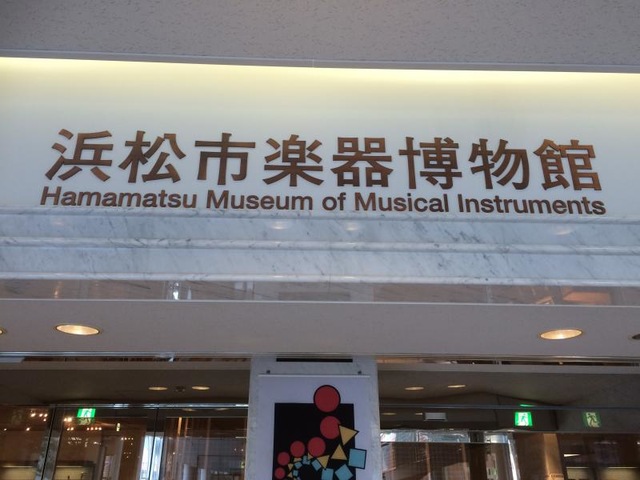 浜松市楽器博物館
Hamamatsu Museum of Musical Instruments